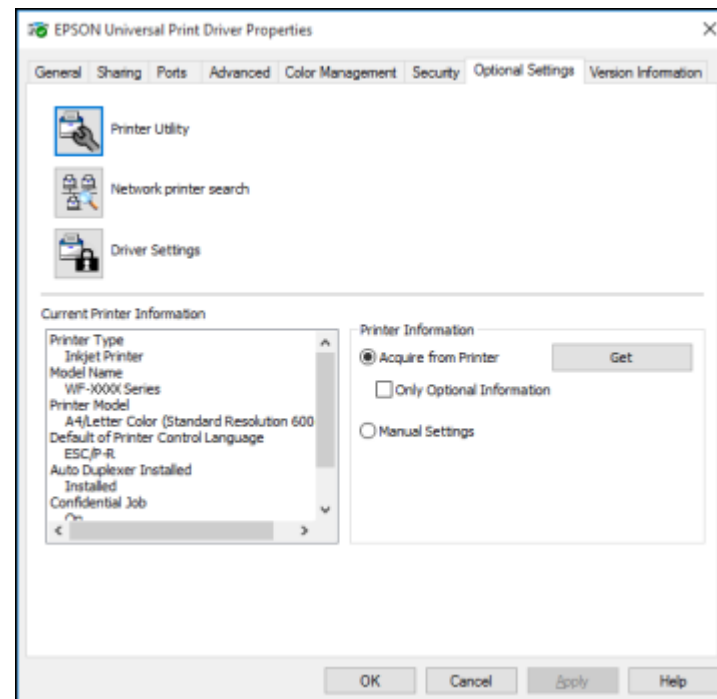 EPSON Universal Print Driver Properties
General Sharing Ports Advanced Color Management Security Optional Settings Version Information
Printer Utility
Network printer search
Driver Settings
Current Printer Information
Printer Type
Inkjet Printer
Model Name
WF-XXXX Series
Printer Model
A4/Letter Color (Standard Resolution 600
Default of Printer Control Language
ESC/P-R
Auto Duplexer Installed
Installed
Confidential Job
On
Printer Information
Acquire from Printer
Get
Only Optional Information
Manual Settings
OK Cancel Apply Help